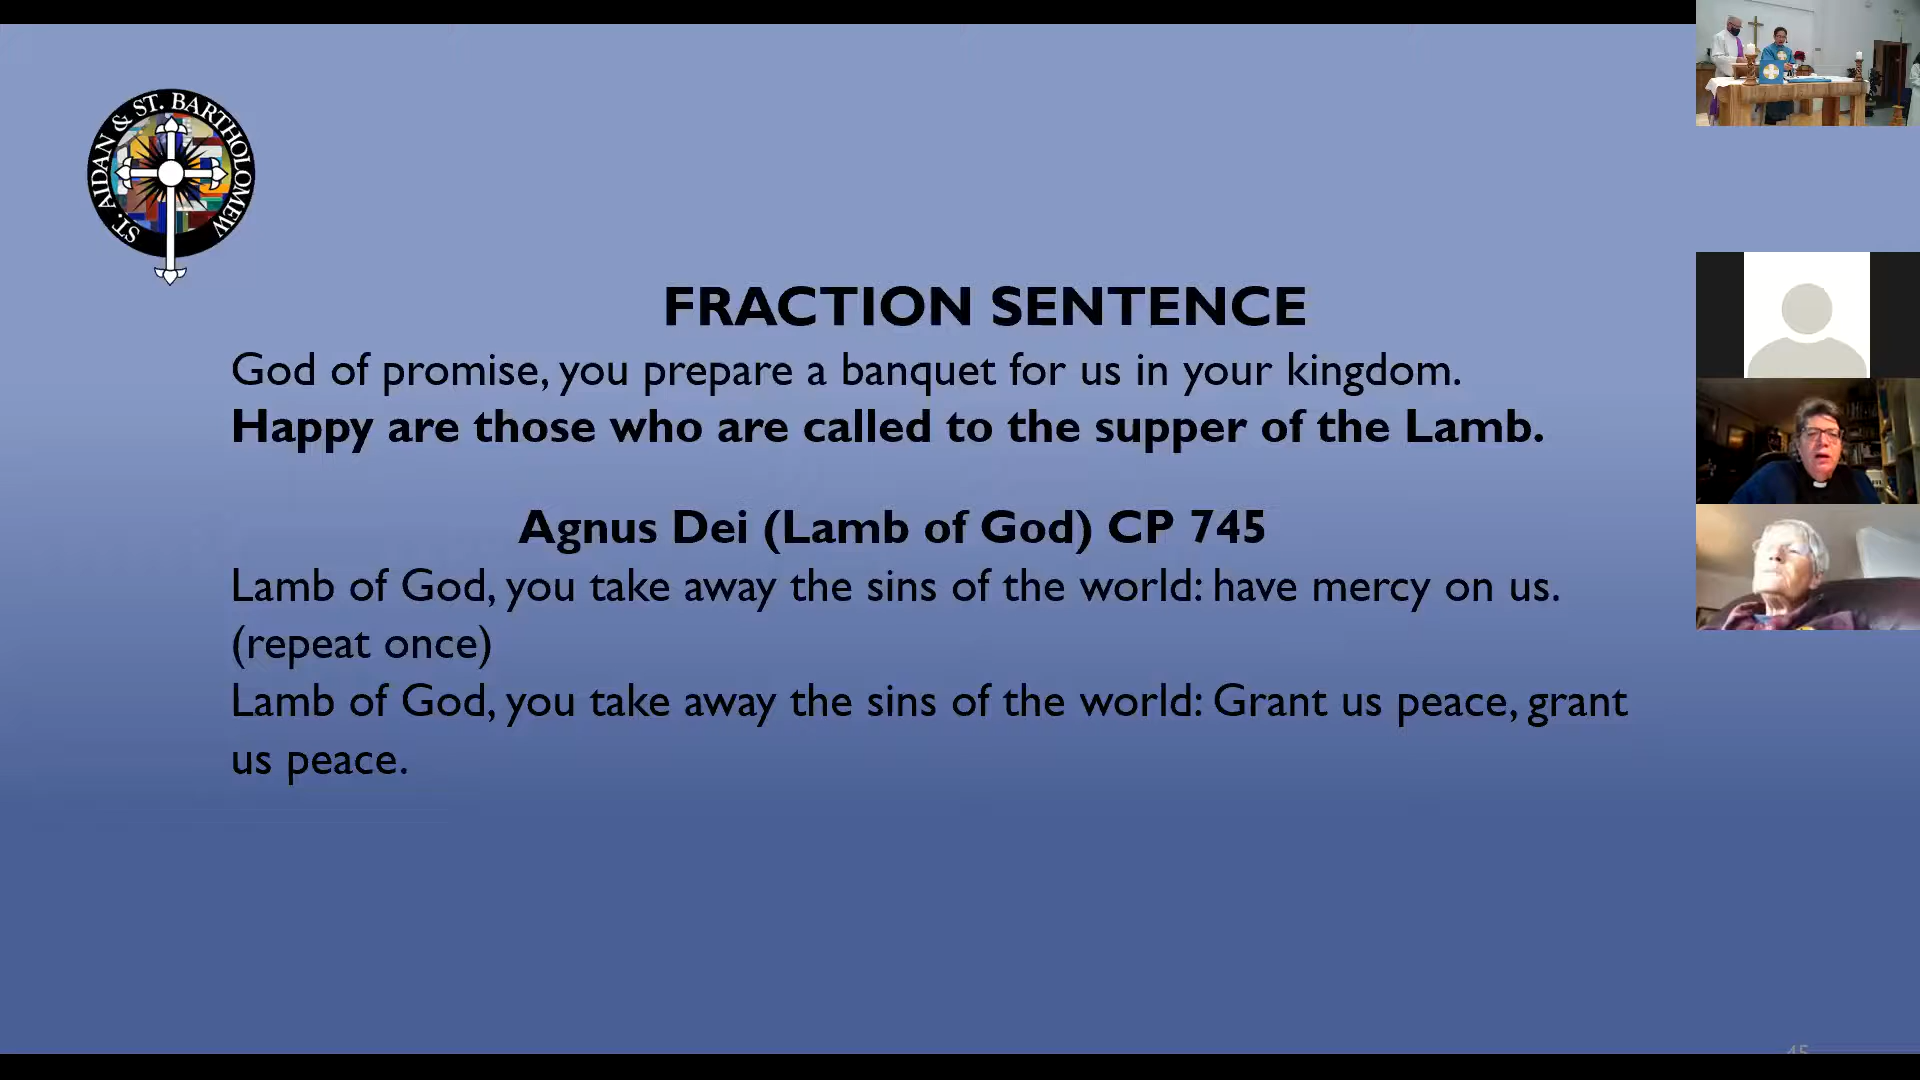 ST. AIDAN & ST. BARTHOLOMEW
FRACTION SENTENCE
God of promise, you prepare a banquet for us in your kingdom.
Happy are those who are called to the supper of the Lamb.
Agnus Dei (Lamb of God) CP 745
Lamb of God, you take away the sins of the world: have mercy on us.
(repeat once)
Lamb of God, you take away the sins of the world: Grant us peace, grant
us peace.
45